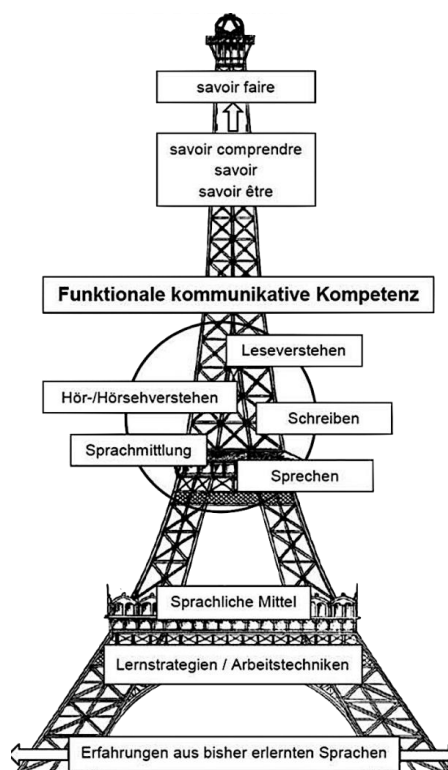 savoir faire
savoir comprendre
savoir
savoir être
Funktionale kommunikative Kompetenz
Leseverstehen
Hör-/Hörsehverstehen
Schreiben
Sprachmittlung
Sprechen
Sprachliche Mittel
Lernstrategien / Arbeitstechniken
Erfahrungen aus bisher erlernten Sprachen